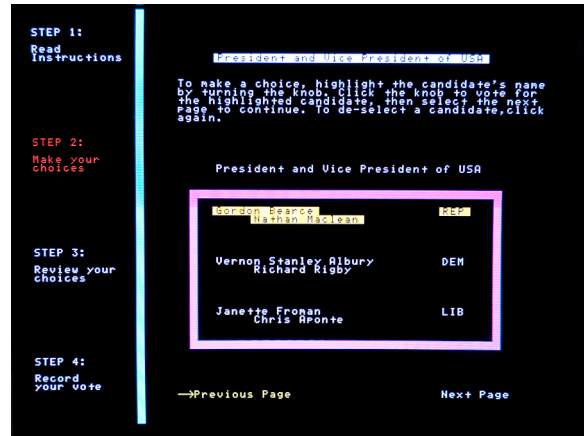 STEP 1:
Read
Instructions
STEP 2:
Make your
choices
STEP 3:
Review your
choices
STEP 4:
Record
your vote
President and Vice President of USA
To make a choice, highlight the candidate's name
by turning the knob. Click the knob to vote for
the highlighted candidate, then select the next
page to continue. To de-select a candidate,click
again.
President and Vice President of USA
Gordon Bearce REP
Nathan Maclean
Vernon Stanley Albury DEM
Richard Rigby
Janette Froman LIB
Chris Aponte
→Previous Page Next Page